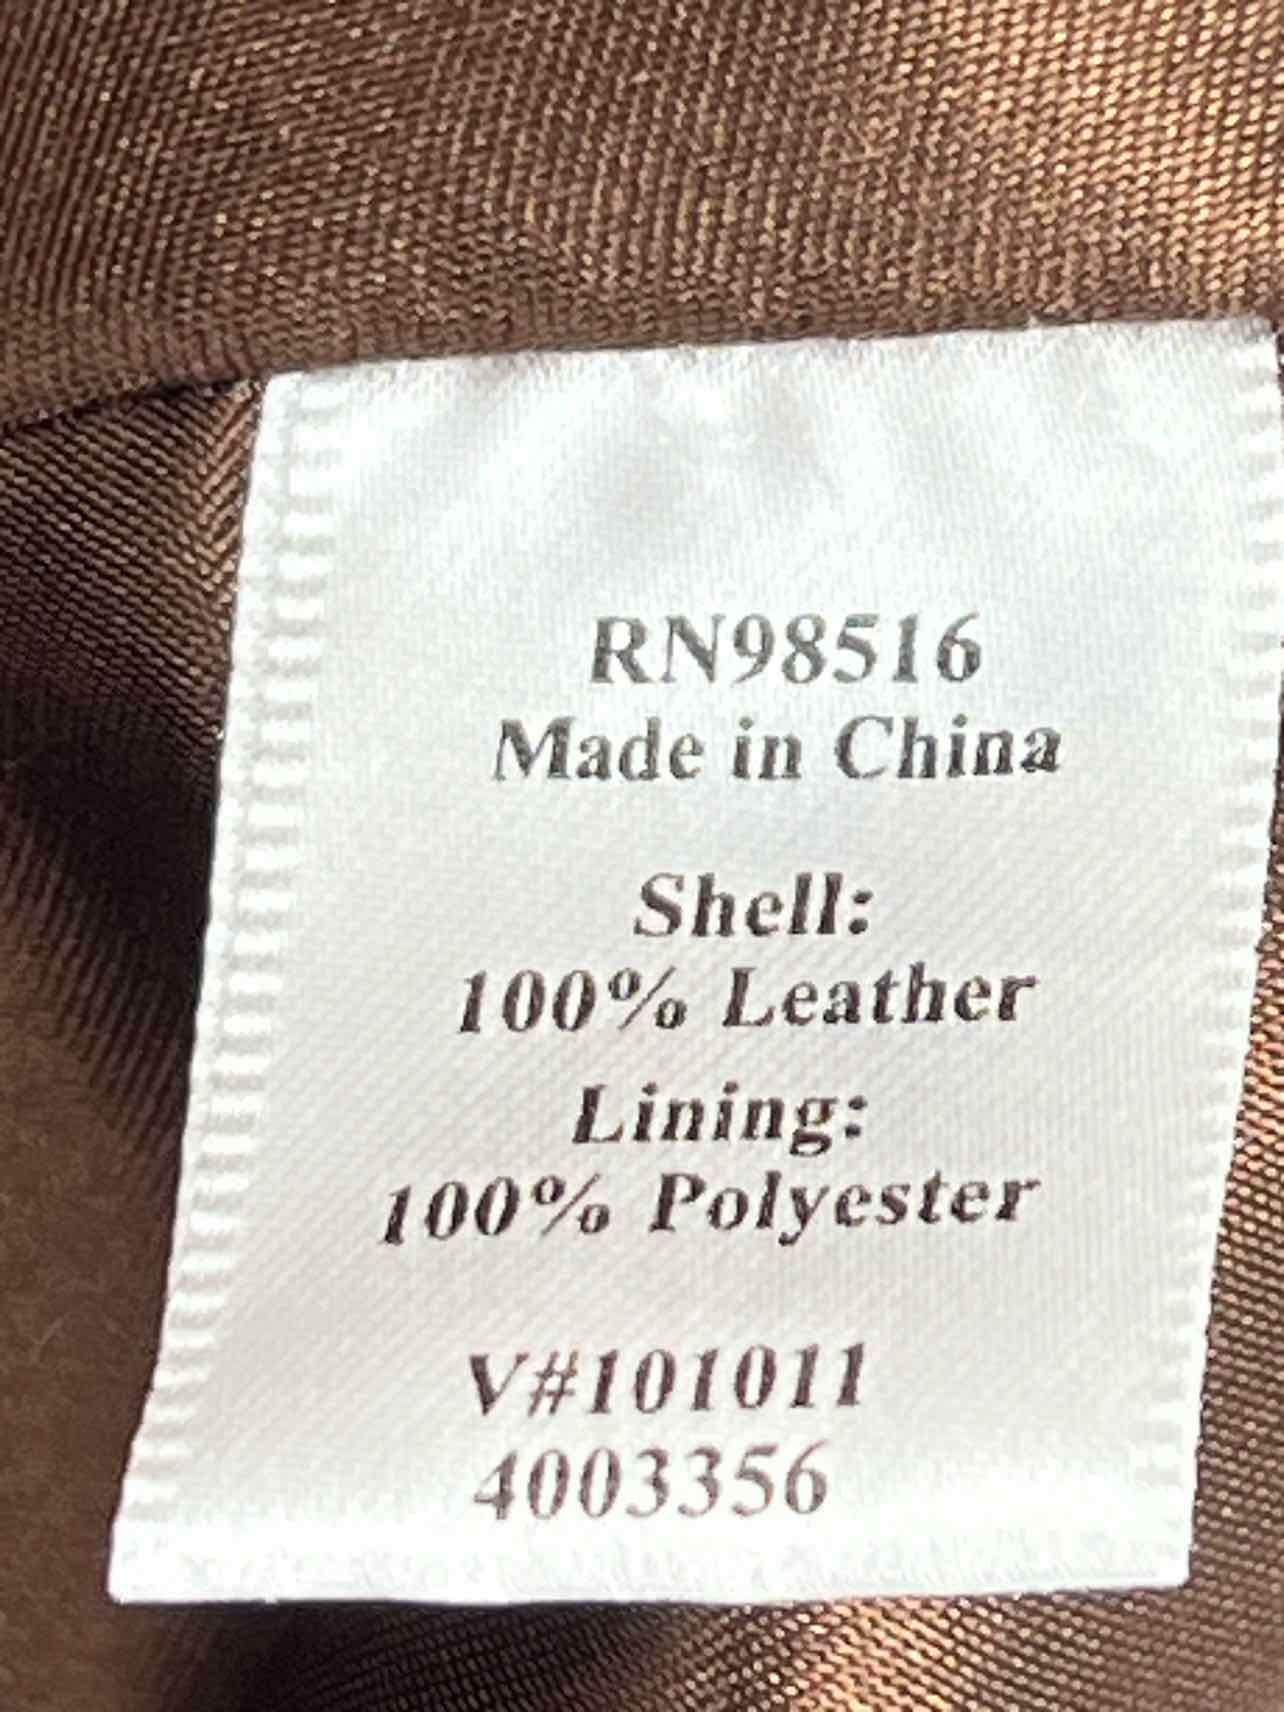 RN98516
Made in China
Shell:
100% Leather
Lining:
100% Polyester
V#101011
4003356